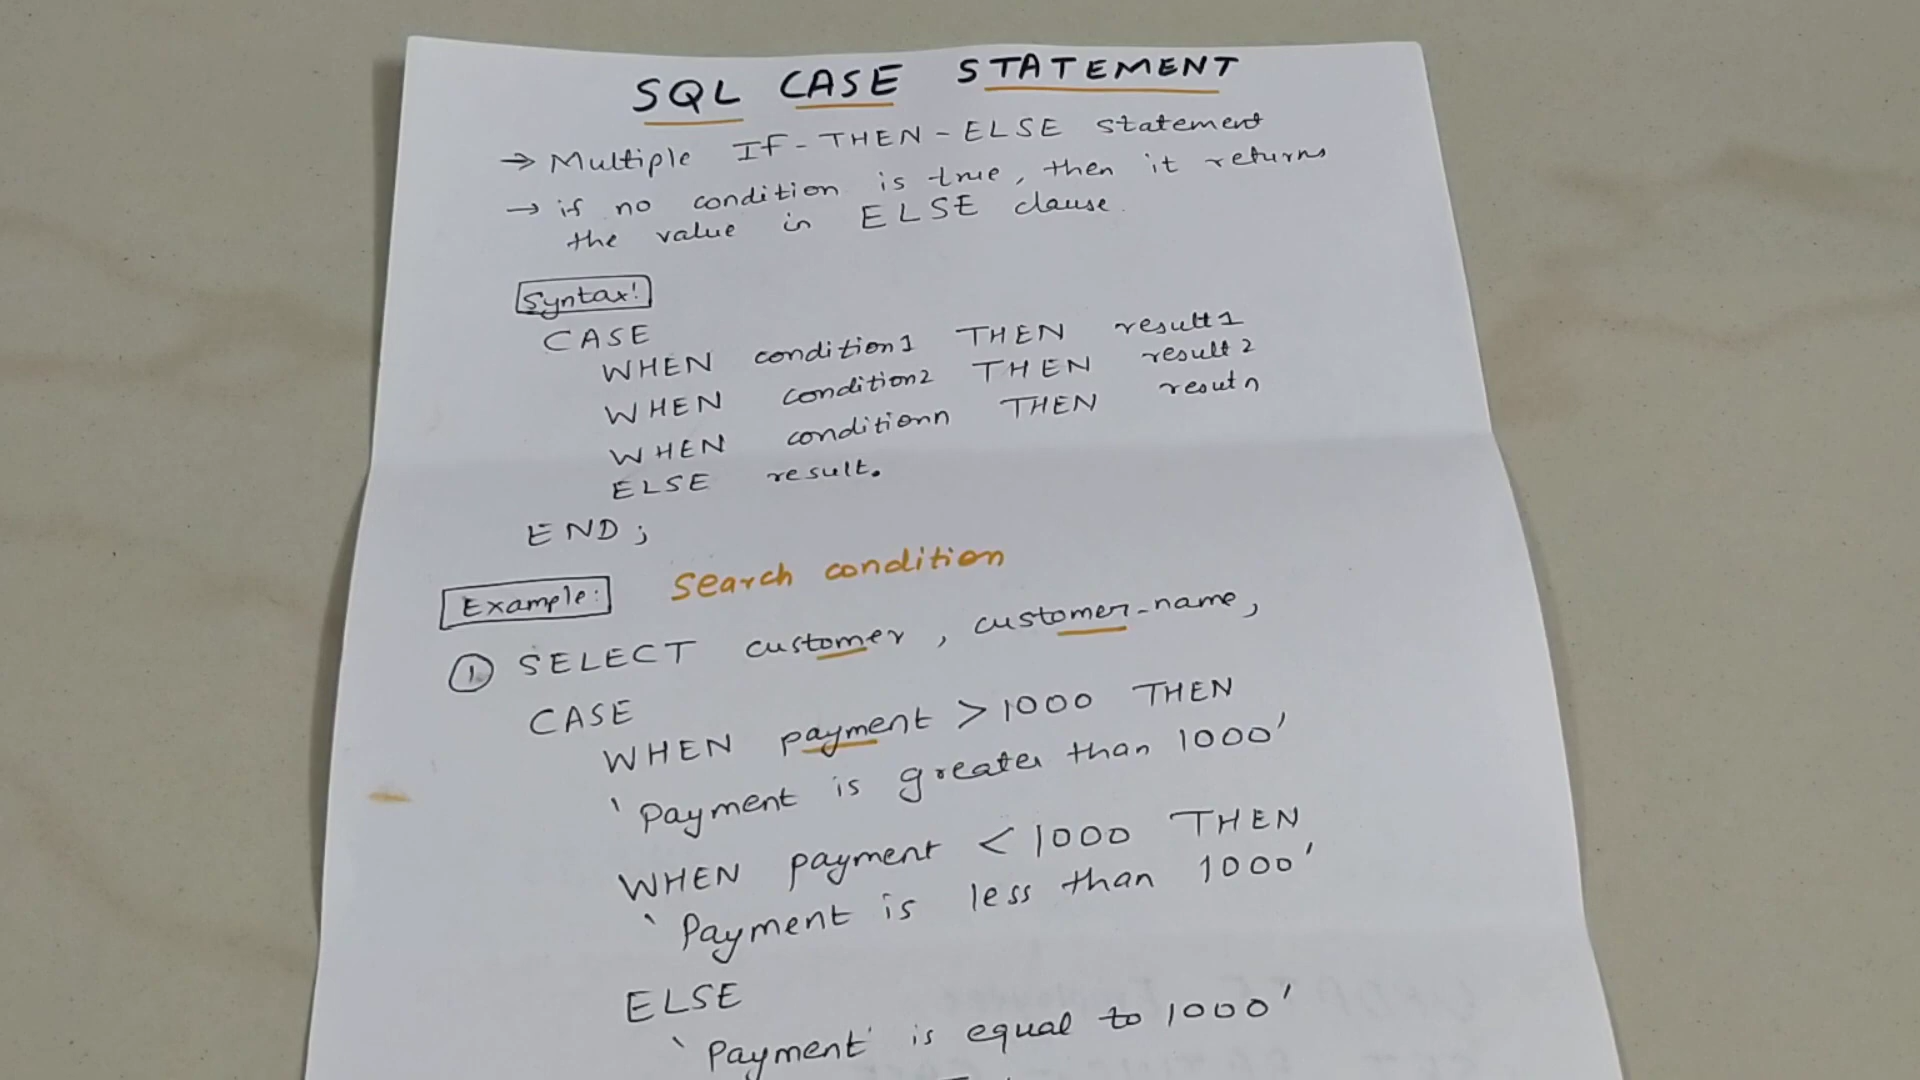 SQL CASE STATEMENT
→ Multiple If-THEN-ELSE statement
→ if no condition is true, then it returns
the value in ELSE clause.
Syntax:
CASE
WHEN condition1 THEN result1
WHEN condition2 THEN result2
WHEN conditionn THEN resutn
ELSE result.
END;
Example: Search condition
① SELECT customer, customer_name,
CASE
WHEN payment > 1000 THEN
'Payment is greater than 1000'
WHEN payment < 1000 THEN
'Payment is less than 1000'
ELSE
'Payment is equal to 1000'